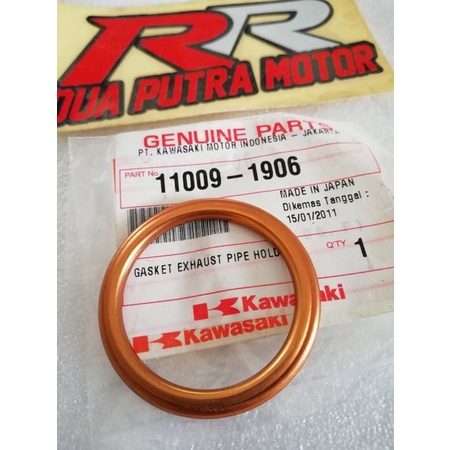 RR
DUA PUTRA MOTOR
GENUINE PARTS
PT. KAWASAKI MOTOR INDONESIA – JAKARTA
PART No
11009-1906
MADE IN JAPAN
Dikemas Tanggal :
15/01/2011
GASKET EXHAUST PIPE HOLD
Q'TY 1
Kawasaki
Kawasaki